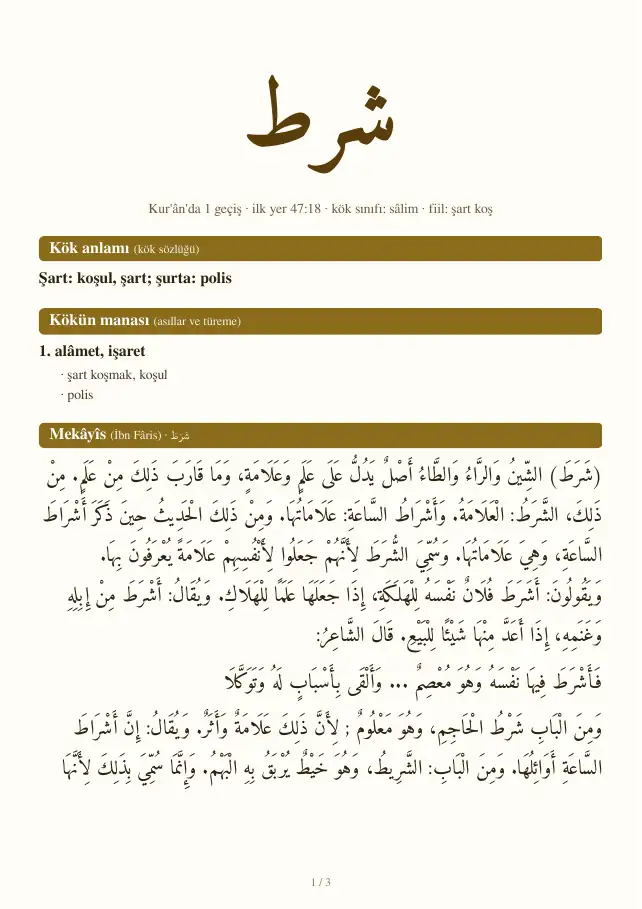 شرط
Kur'ân'da 1 geçiş · ilk yer 47:18 · kök sınıfı: sâlim · fiil: şart koş
Kök anlamı (kök sözlüğü)
Şart: koşul, şart; şurta: polis
Kökün manası (asıllar ve türeme)
1. alâmet, işaret
· şart koşmak, koşul
· polis
Mekâyîs (İbn Fâris) · شَرَطَ
(شَرَطَ) الشِّينُ وَالرَّاءُ وَالطَّاءُ أَصْلٌ يَدُلُّ عَلَى عَلَمٍ وَعَلَامَةٍ، وَمَا قَارَبَ ذَلِكَ مِنْ عَلَمٍ. مِنْ
ذَلِكَ، الشَّرَطُ: الْعَلَامَةُ. وَأَشْرَاطُ السَّاعَةِ: عَلَامَاتُهَا. وَمِنْ ذَلِكَ الْحَدِيثُ حِينَ ذَكَرَ أَشْرَاطَ
السَّاعَةِ، وَهِيَ عَلَامَاتُهَا. وَسُمِّيَ الشُّرَطَ لِأَنَّهُمْ جَعَلُوا لِأَنْفُسِهِمْ عَلَامَةً يُعْرَفُونَ بِهَا.
وَيَقُولُونَ: أَشَرَطَ فُلَانٌ نَفْسَهُ لِلْهَلَكَةِ، إِذَا جَعَلَهَا عَلَمًا لِلْهَلَاكِ. وَيُقَالُ: أَشْرَطَ مِنْ إِبِلِهِ
وَغَنَمِهِ، إِذَا أَعَدَّ مِنْهَا شَيْئًا لِلْبَيْعِ. قَالَ الشَّاعِرُ:
فَأَشْرَطَ فِيهَا نَفْسَهُ وَهُوَ مُعْصِمٌ ... وَأَلْقَى بِأَسْبَابٍ لَهُ وَتَوَكَّلَا
وَمِنَ الْبَابِ شَرْطُ الْحَاجِمِ، وَهُوَ مَعْلُومٌ ; لِأَنَّ ذَلِكَ عَلَامَةٌ وَأَثَرٌ. وَيُقَالُ: إِنَّ أَشْرَاطَ
السَّاعَةِ أَوَائِلُهَا. وَمِنَ الْبَابِ: الشَّرِيطُ، وَهُوَ خَيْطٌ يُرْبَقُ بِهِ الْبَهْمُ. وَإِنَّمَا سُمِّيَ بِذَلِكَ لِأَنَّهَا
1 / 3